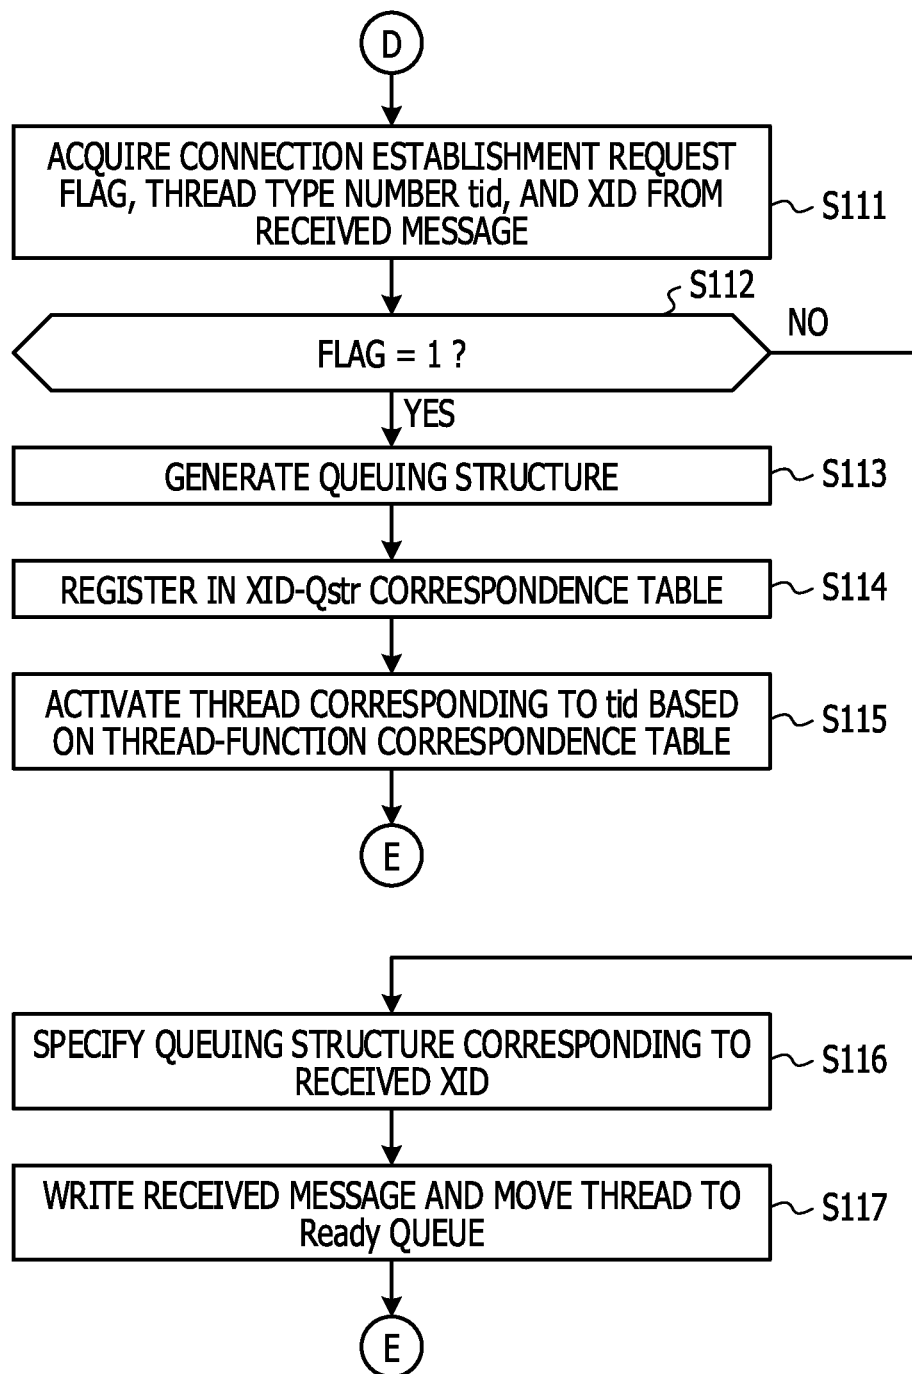 D
ACQUIRE CONNECTION ESTABLISHMENT REQUEST
FLAG, THREAD TYPE NUMBER tid, AND XID FROM
RECEIVED MESSAGE
S111
S112
FLAG = 1 ?
NO
YES
GENERATE QUEUING STRUCTURE
S113
REGISTER IN XID-Qstr CORRESPONDENCE TABLE
S114
ACTIVATE THREAD CORRESPONDING TO tid BASED
ON THREAD-FUNCTION CORRESPONDENCE TABLE
S115
E
SPECIFY QUEUING STRUCTURE CORRESPONDING TO
RECEIVED XID
S116
WRITE RECEIVED MESSAGE AND MOVE THREAD TO
Ready QUEUE
S117
E